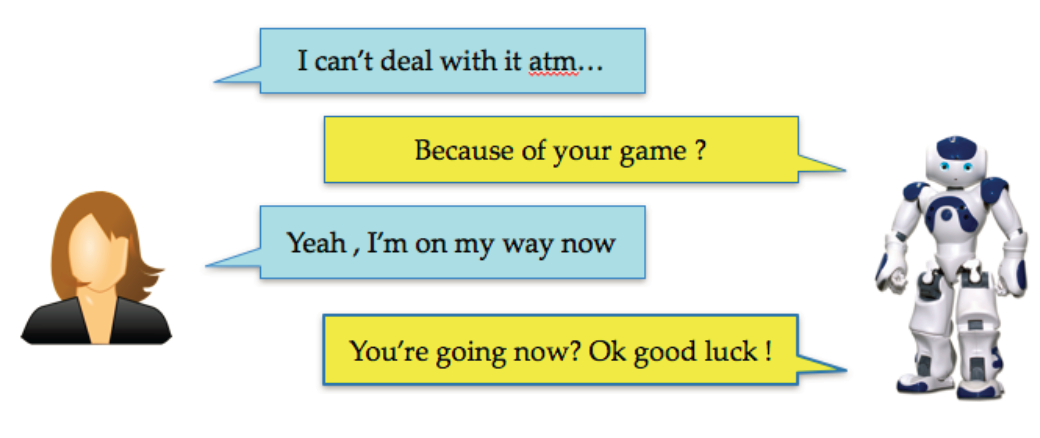 I can't deal with it atm...
Because of your game ?
Yeah , I'm on my way now
You're going now? Ok good luck !